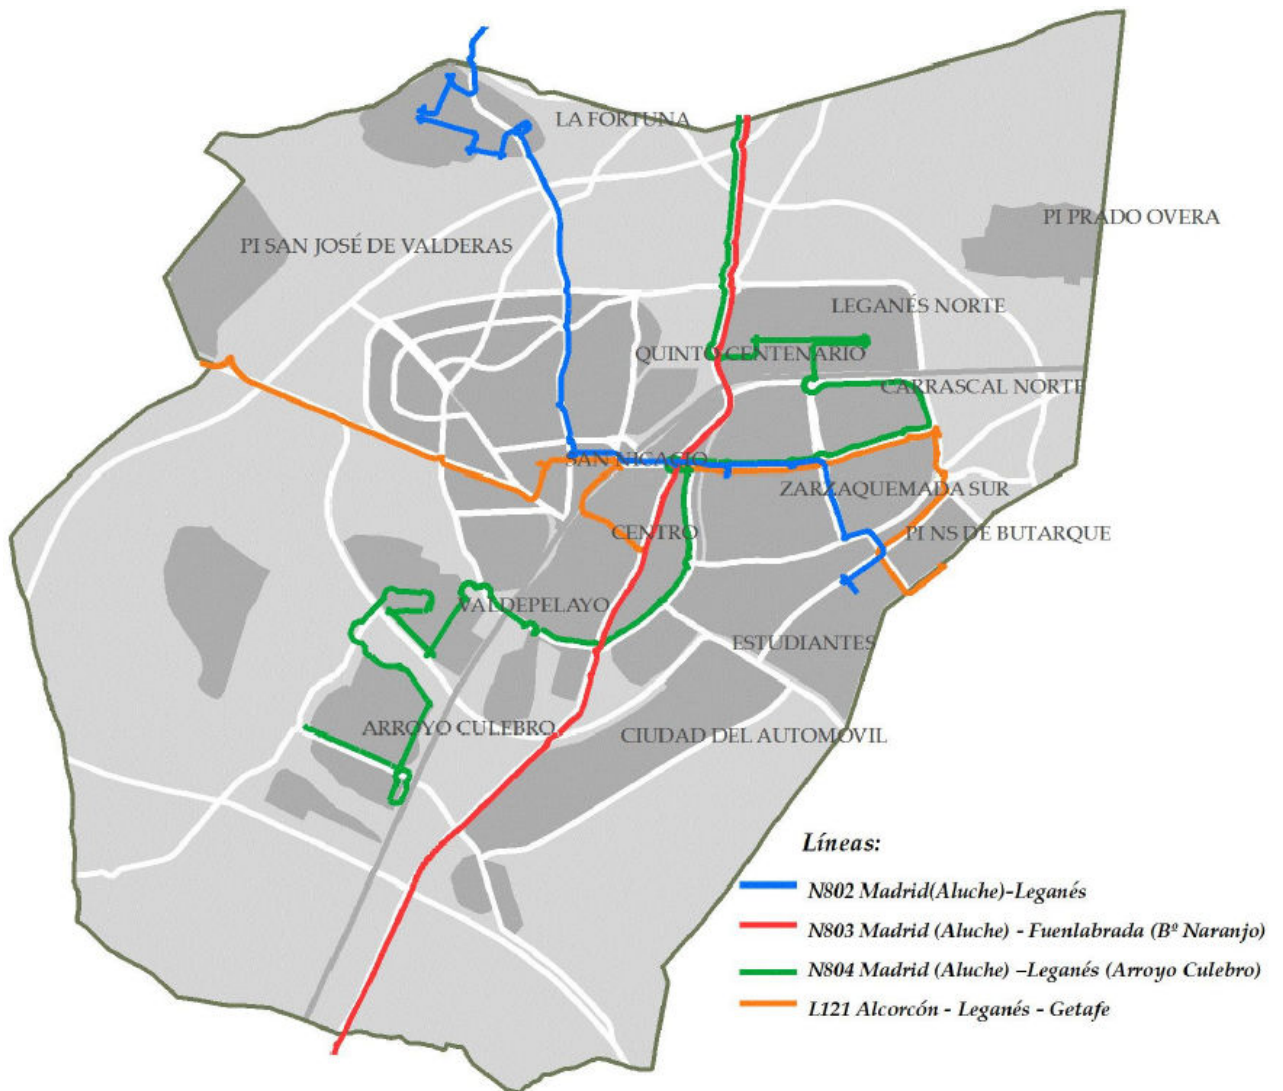 LA FORTUNA
PI PRADO OVERA
PI SAN JOSÉ DE VALDERAS
LEGANÉS NORTE
QUINTO CENTENARIO
CARRASCAL NORTE
SAN NICACIO
ZARZAQUEMADA SUR
CENTRO
PI NS DE BUTARQUE
VALDEPELAYO
ESTUDIANTES
ARROYO CULEBRO
CIUDAD DEL AUTOMOVIL
Líneas:
N802 Madrid(Aluche)-Leganés
N803 Madrid (Aluche) - Fuenlabrada (Bº Naranjo)
N804 Madrid (Aluche) –Leganés (Arroyo Culebro)
L121 Alcorcón - Leganés - Getafe